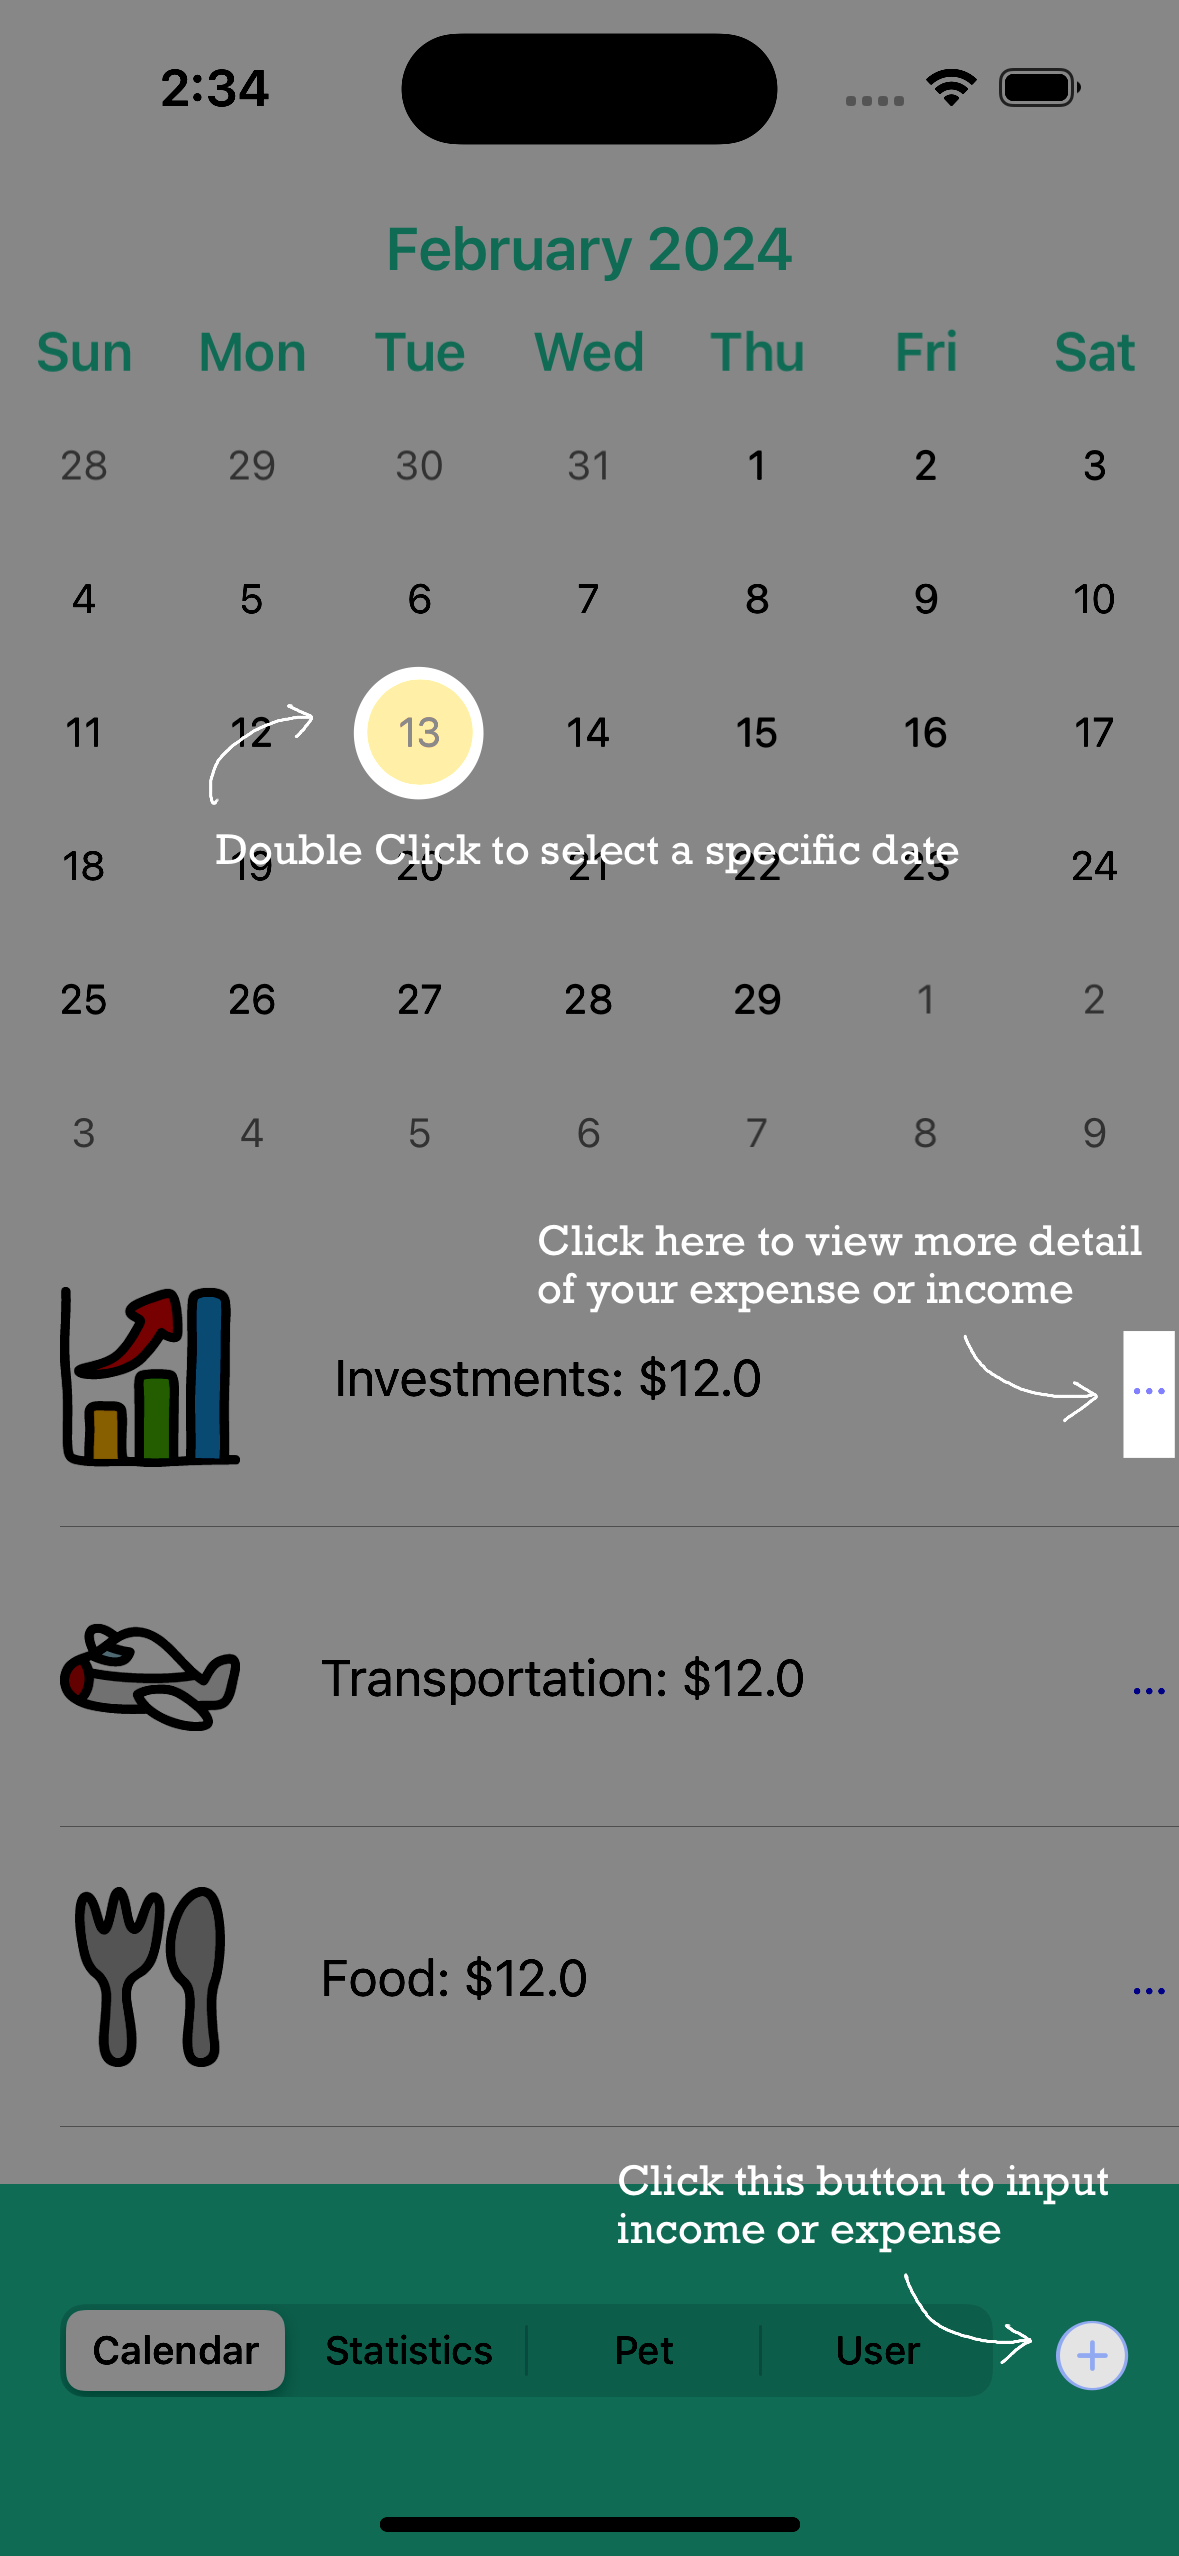 2:34
February 2024
Sun Mon Tue Wed Thu Fri Sat
28 29 30 31 1 2 3
4 5 6 7 8 9 10
11 12 13 14 15 16 17
Double Click to select a specific date
18 19 20 21 22 23 24
25 26 27 28 29 1 2
3 4 5 6 7 8 9
Click here to view more detail
of your expense or income
Investments: $12.0
...
Transportation: $12.0
...
Food: $12.0
...
Click this button to input
income or expense
Calendar Statistics Pet User +